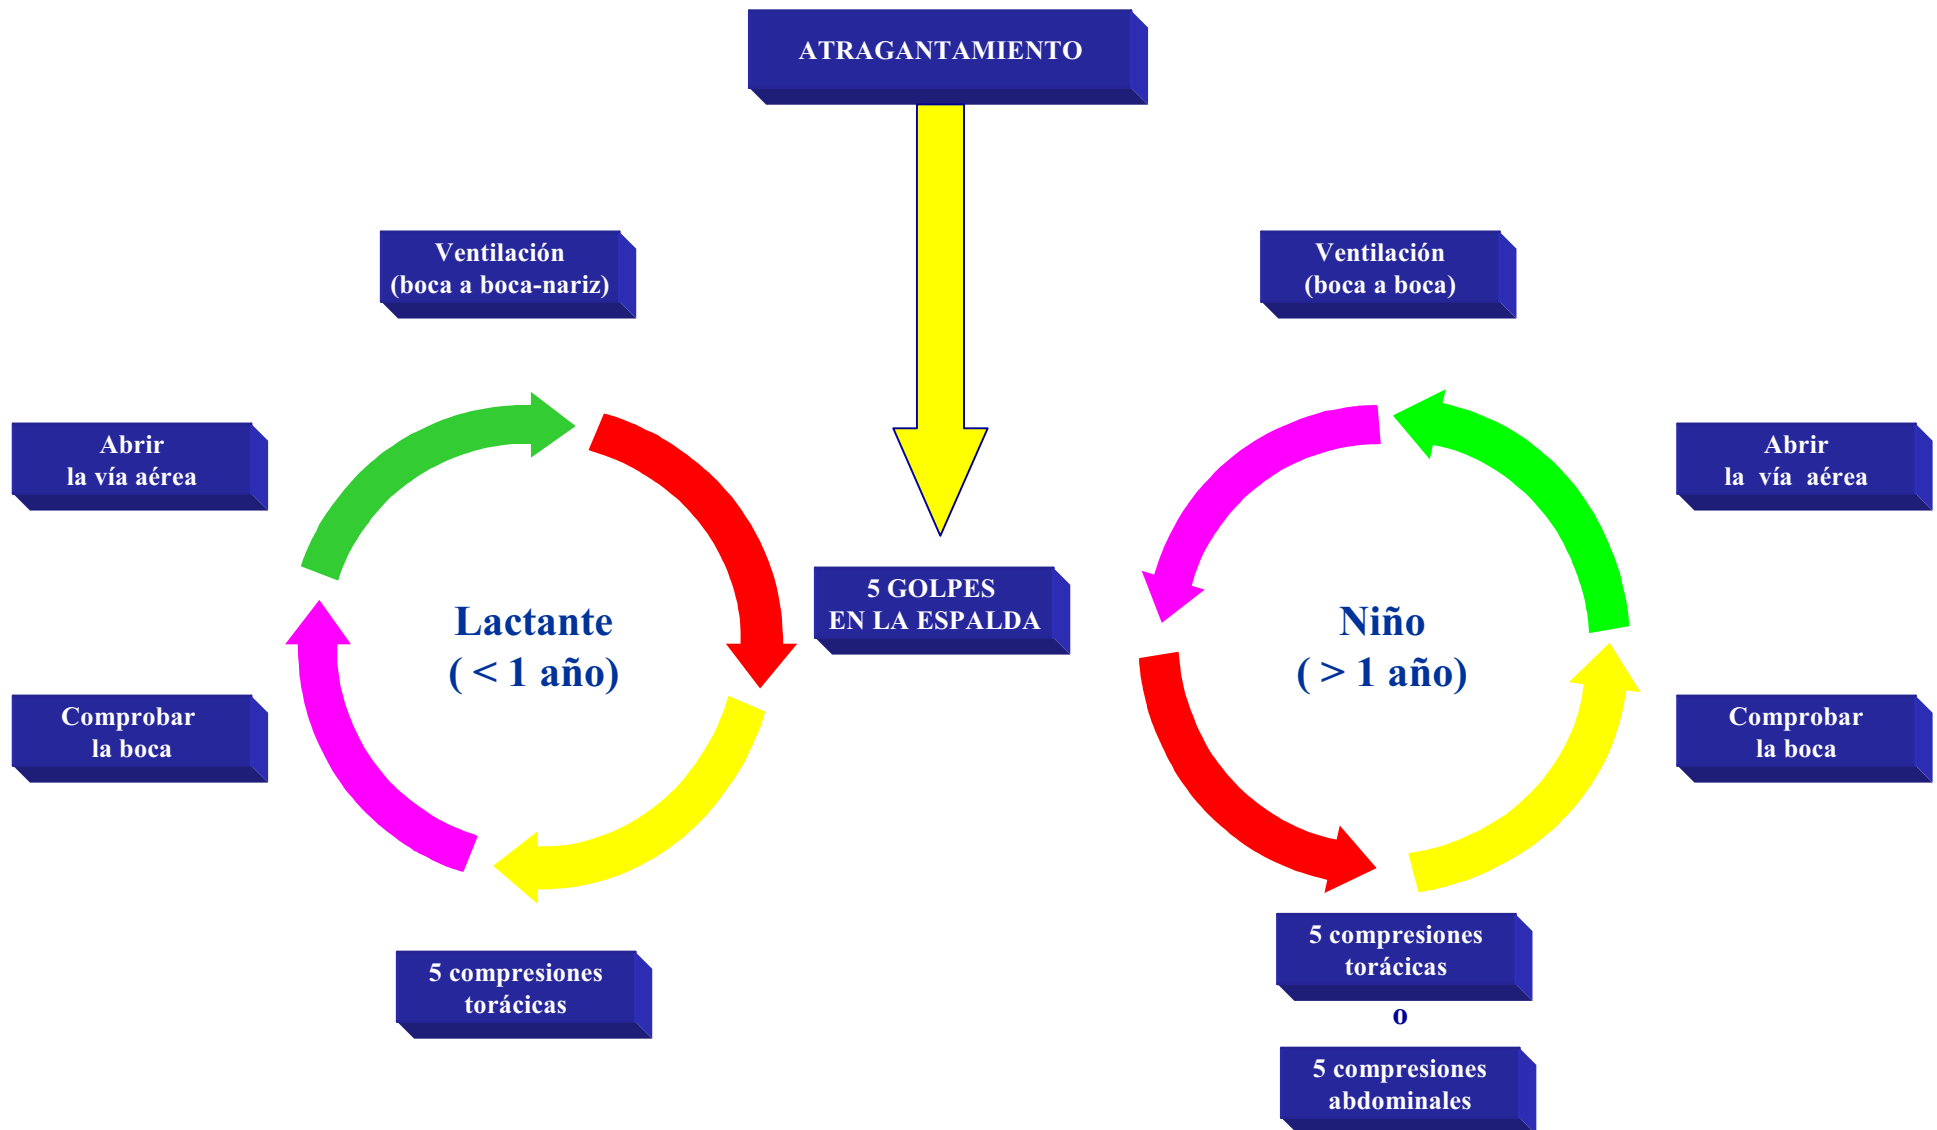 ATRAGANTAMIENTO
Ventilación
(boca a boca-nariz)
Ventilación
(boca a boca)
Abrir
la vía aérea
Abrir
la vía aérea
5 GOLPES
EN LA ESPALDA
Lactante
( < 1 año)
Niño
( > 1 año)
Comprobar
la boca
Comprobar
la boca
5 compresiones
torácicas
5 compresiones
torácicas
o
5 compresiones
abdominales